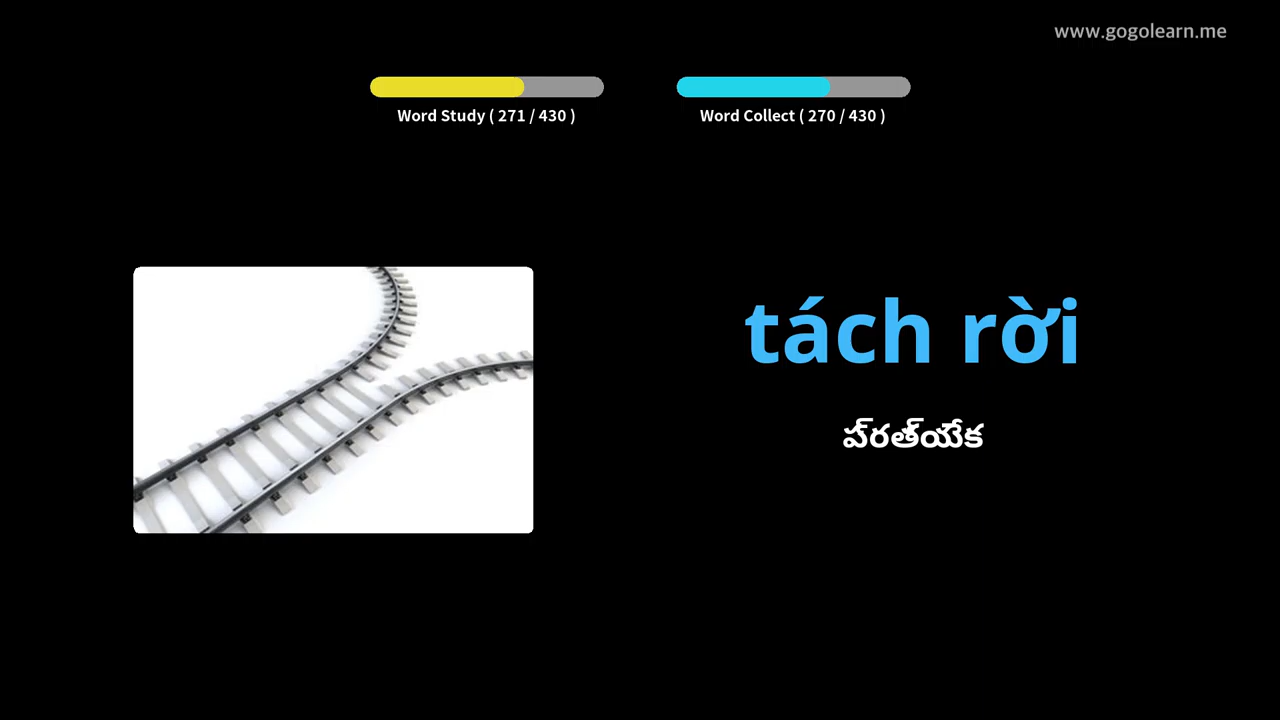 www.gogolearn.me
Word Study ( 271 / 430 )
Word Collect ( 270 / 430 )
tách rời
ప్రత్యేక